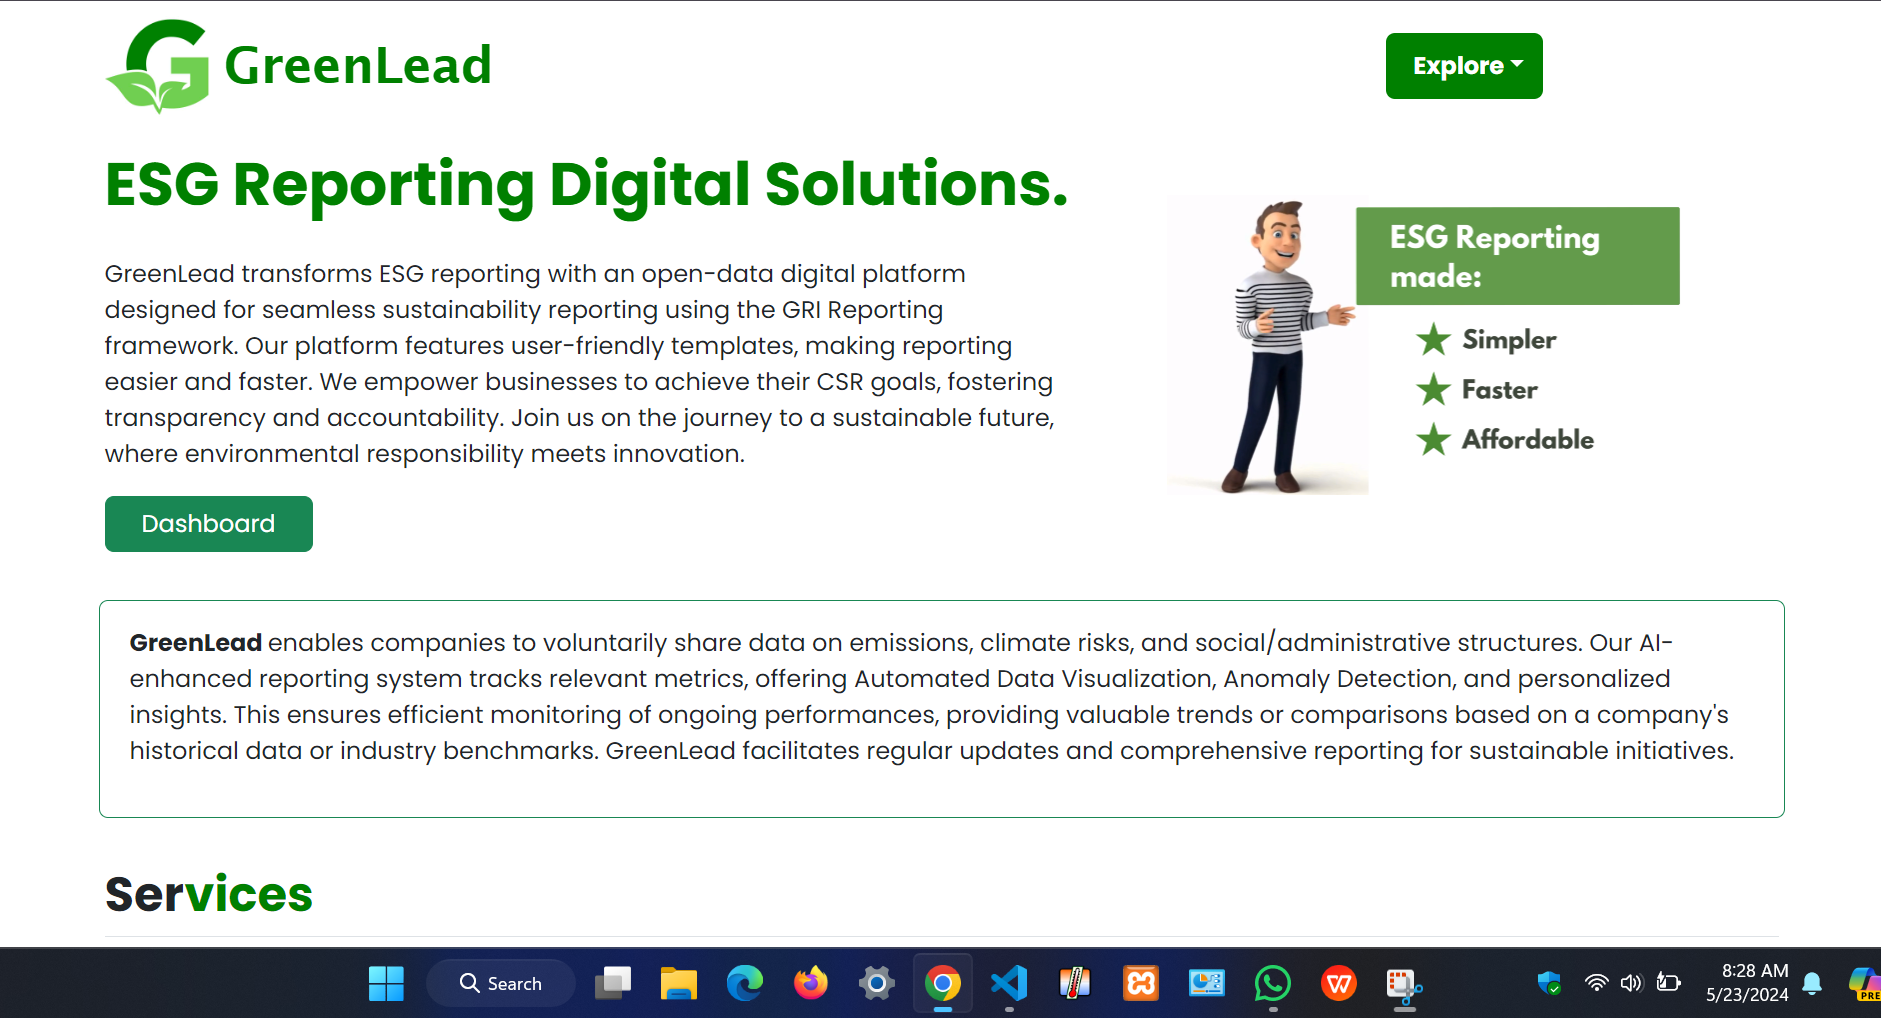 GreenLead
Explore
ESG Reporting Digital Solutions.
GreenLead transforms ESG reporting with an open-data digital platform
designed for seamless sustainability reporting using the GRI Reporting
framework. Our platform features user-friendly templates, making reporting
easier and faster. We empower businesses to achieve their CSR goals, fostering
transparency and accountability. Join us on the journey to a sustainable future,
where environmental responsibility meets innovation.
Dashboard
ESG Reporting
made:
Simpler
Faster
Affordable
GreenLead enables companies to voluntarily share data on emissions, climate risks, and social/administrative structures. Our AI-
enhanced reporting system tracks relevant metrics, offering Automated Data Visualization, Anomaly Detection, and personalized
insights. This ensures efficient monitoring of ongoing performances, providing valuable trends or comparisons based on a company's
historical data or industry benchmarks. GreenLead facilitates regular updates and comprehensive reporting for sustainable initiatives.
Services
Search
8:28 AM
5/23/2024
PRE